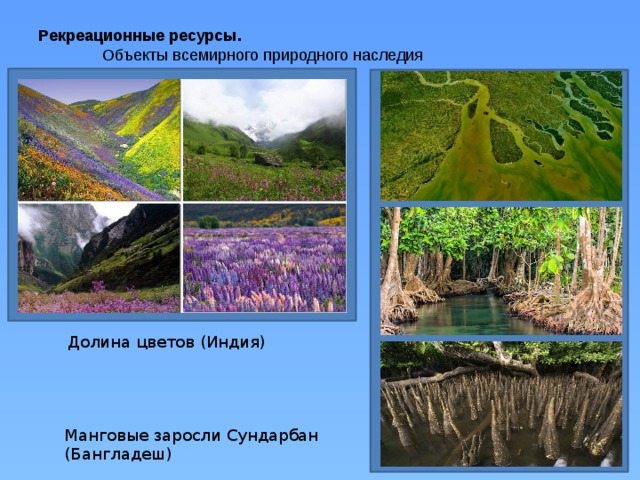 Рекреационные ресурсы.
Объекты всемирного природного наследия
Долина цветов (Индия)
Манговые заросли Сундарбан
(Бангладеш)